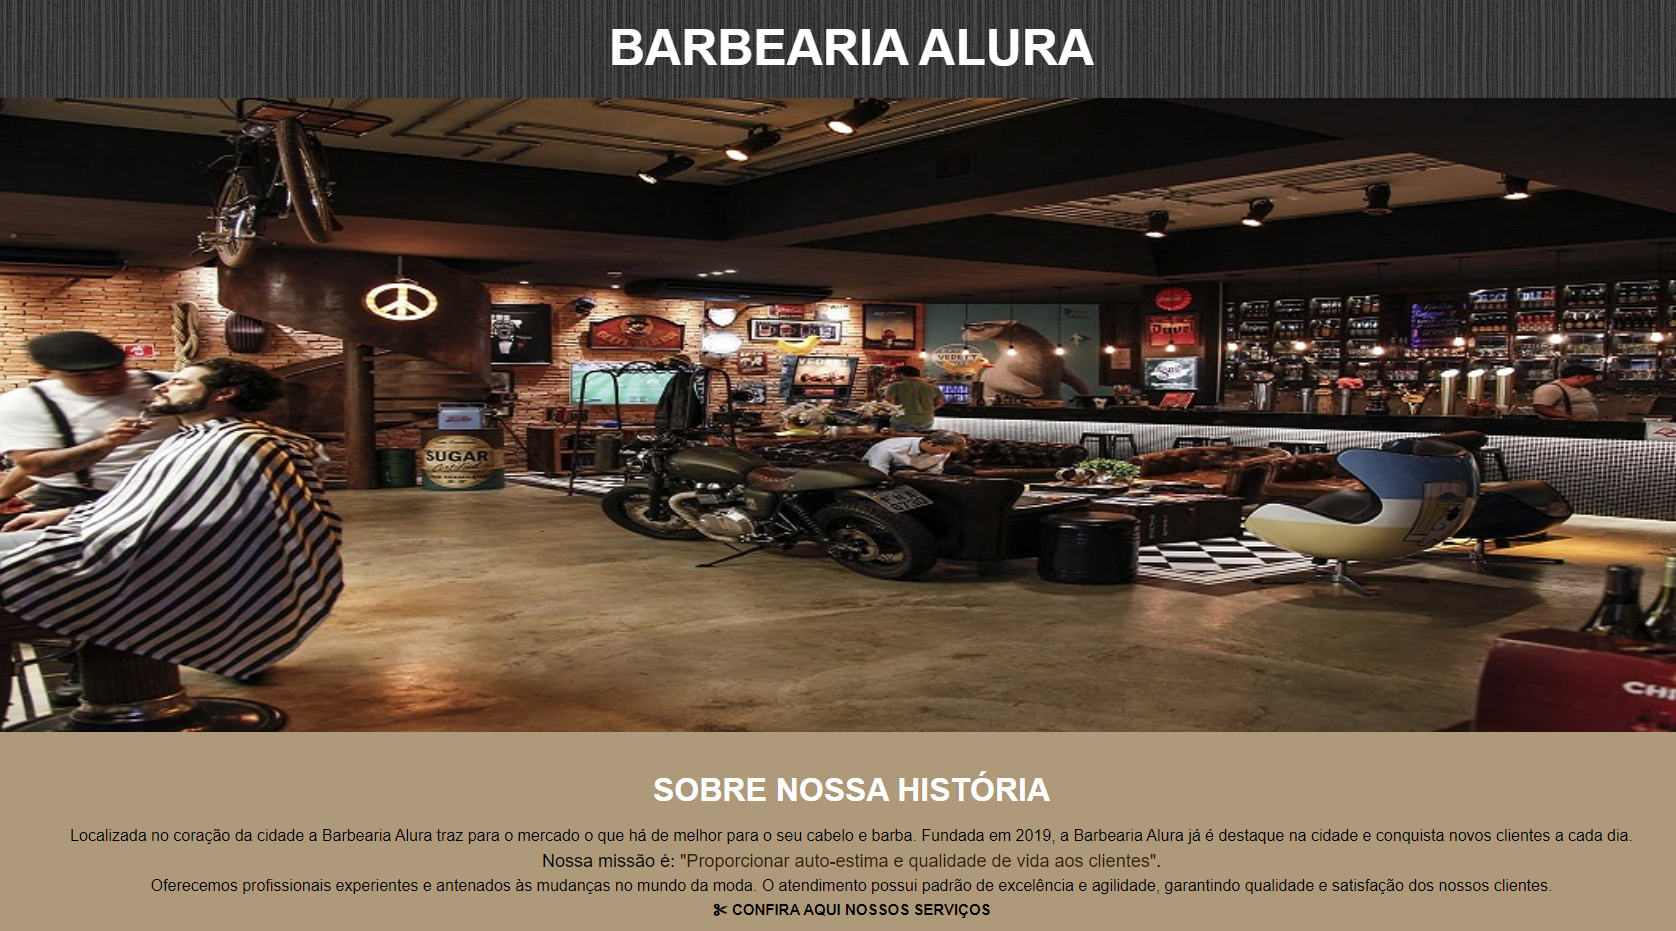 BARBEARIA ALURA
SUGAR
VEDETT
Duvel
CHI
SOBRE NOSSA HISTÓRIA
Localizada no coração da cidade a Barbearia Alura traz para o mercado o que há de melhor para o seu cabelo e barba. Fundada em 2019, a Barbearia Alura já é destaque na cidade e conquista novos clientes a cada dia.
Nossa missão é: "Proporcionar auto-estima e qualidade de vida aos clientes".
Oferecemos profissionais experientes e antenados às mudanças no mundo da moda. O atendimento possui padrão de excelência e agilidade, garantindo qualidade e satisfação dos nossos clientes.
CONFIRA AQUI NOSSOS SERVIÇOS